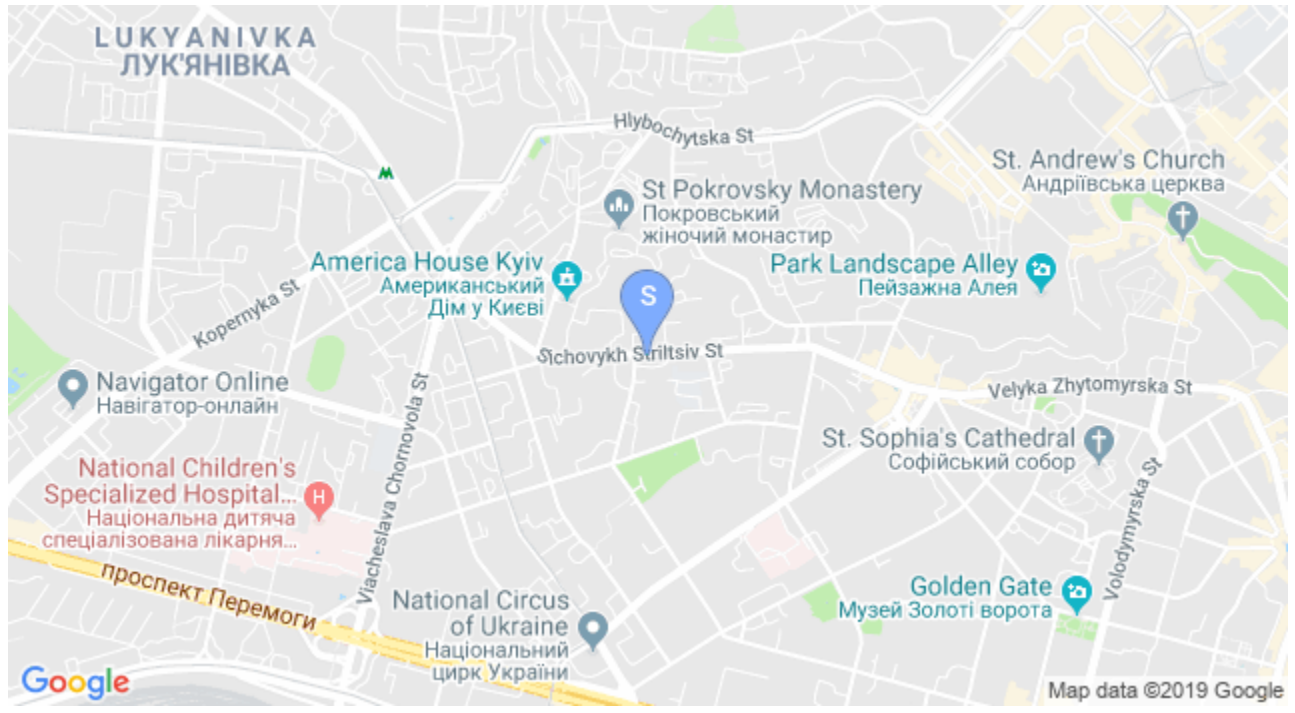 LUKYANIVKA
ЛУК'ЯНІВКА
Hlybochytska St
St. Andrew's Church
Андріївська церква
St Pokrovsky Monastery
Покровський
жіночий монастир
America House Kyiv
Американський
Дім у Києві
Park Landscape Alley
Пейзажна Алея
S
Kopernyka St
Sichovykh Striltsiv St
Navigator Online
Навігатор-онлайн
Velyka Zhytomyrska St
Viacheslava Chornovola St
St. Sophia's Cathedral
Софійський собор
National Children's
Specialized Hospital...
Національна дитяча
спеціалізована лікарня...
H
Volodymyrska St
проспект Перемоги
Golden Gate
Музей Золоті ворота
National Circus
of Ukraine
Національний
цирк України
Google
Map data ©2019 Google